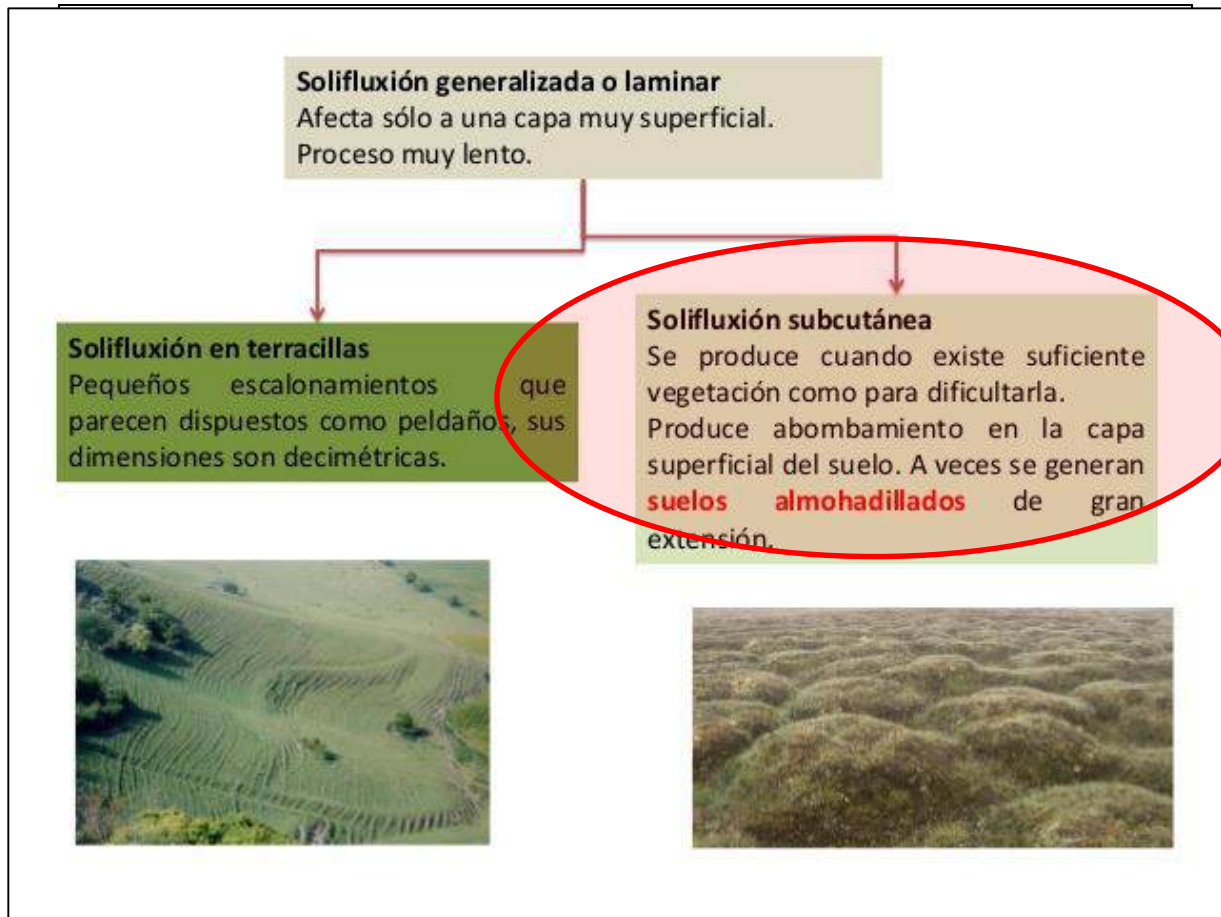 Solifluxión generalizada o laminar
Afecta sólo a una capa muy superficial.
Proceso muy lento.
Solifluxión en terracillas
Pequeños escalonamientos que
parecen dispuestos como peldaños, sus
dimensiones son decimétricas.
Solifluxión subcutánea
Se produce cuando existe suficiente
vegetación como para dificultarla.
Produce abombamiento en la capa
superficial del suelo. A veces se generan
suelos almohadillados de gran
extensión.